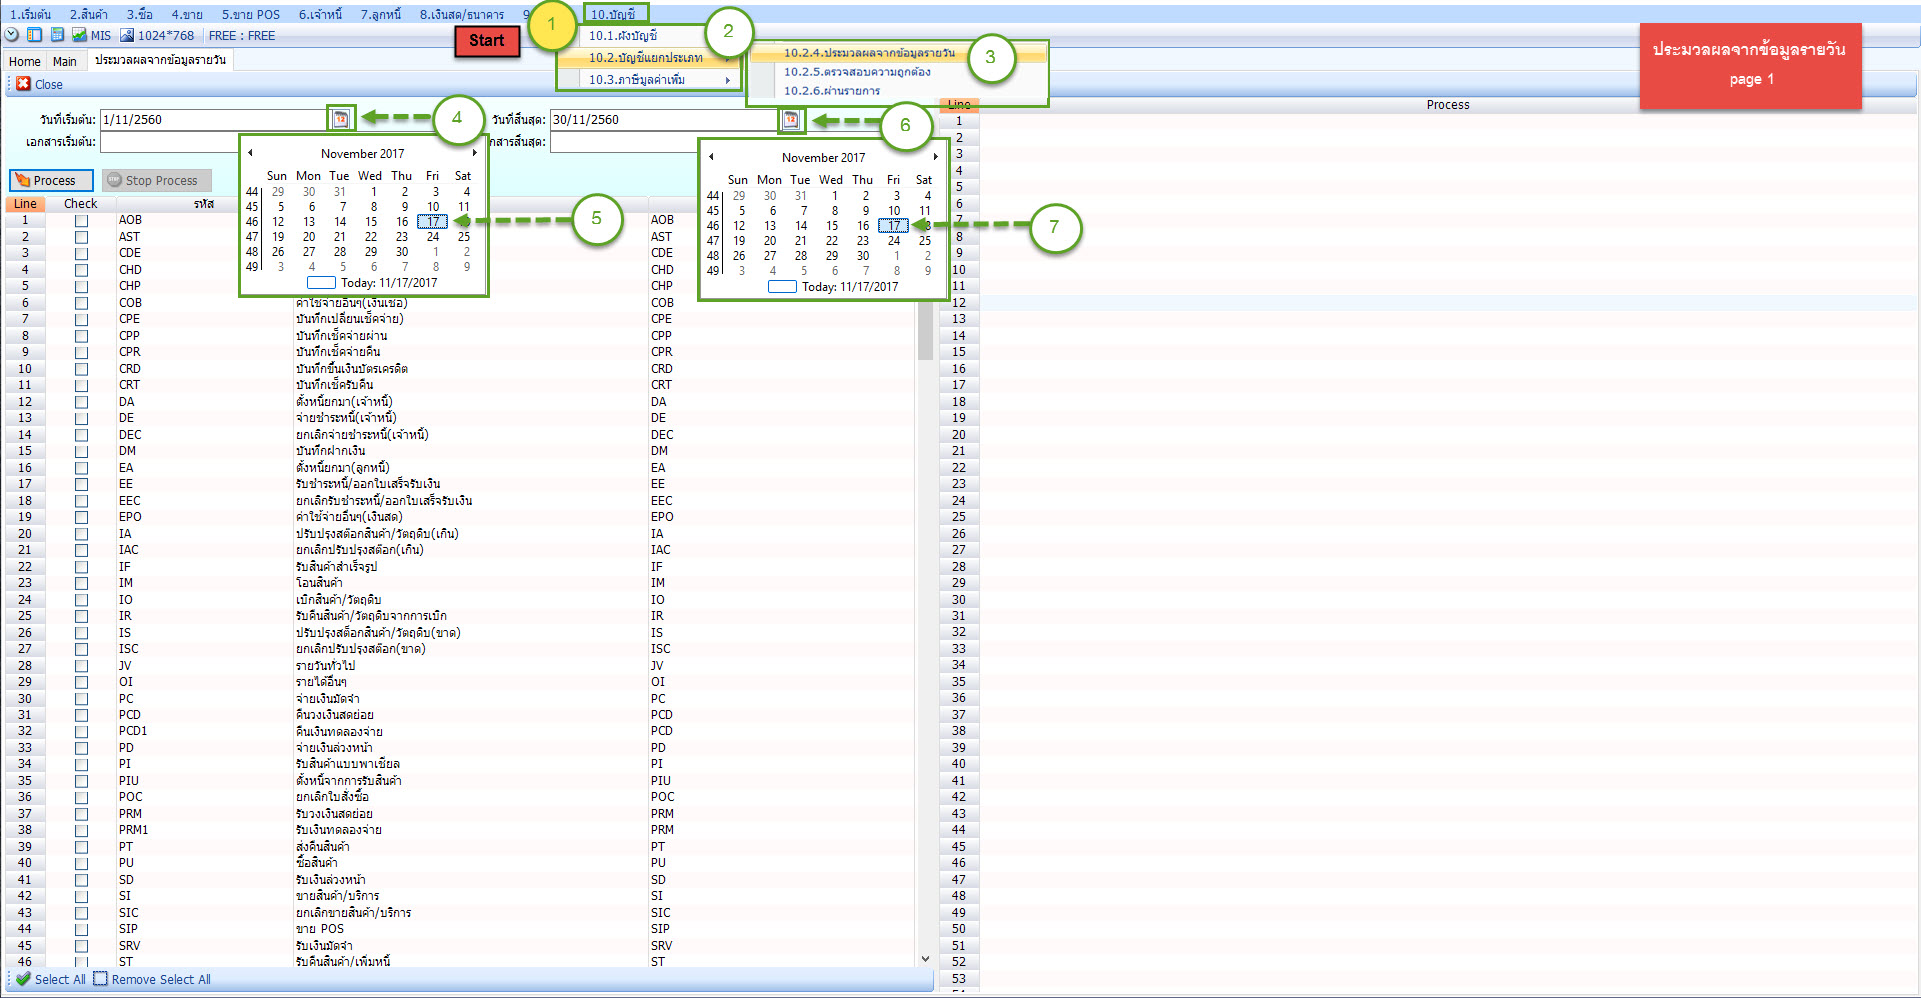 1.เริ่มต้น 2.สินค้า 3.ซื้อ 4.ขาย 5.ขาย POS 6.เจ้าหนี้ 7.ลูกหนี้ 8.เงินสด/ธนาคาร 9 10.บัญชี
MIS 1024*768 FREE : FREE
Start
1
10.1.ผังบัญชี
10.2.บัญชีแยกประเภท
10.3.ภาษีมูลค่าเพิ่ม
2
10.2.4.ประมวลผลจากข้อมูลรายวัน
10.2.5.ตรวจสอบความถูกต้อง
10.2.6.ผ่านรายการ
3
ประมวลผลจากข้อมูลรายวัน
page 1
Home Main ประมวลผลจากข้อมูลรายวัน
Close
วันที่เริ่มต้น: 1/11/2560 4 วันที่สิ้นสุด: 30/11/2560 6
เอกสารเริ่มต้น: กสารสิ้นสุด:
Process Stop Process
November 2017
Sun Mon Tue Wed Thu Fri Sat
44 29 30 31 1 2 3 4
45 5 6 7 8 9 10 11
46 12 13 14 15 16 17
47 19 20 21 22 23 24 25
48 26 27 28 29 30 1 2
49 3 4 5 6 7 8 9
Today: 11/17/2017
5
November 2017
Sun Mon Tue Wed Thu Fri Sat
44 29 30 31 1 2 3 4
45 5 6 7 8 9 10 11
46 12 13 14 15 16 17
47 19 20 21 22 23 24 25
48 26 27 28 29 30 1 2
49 3 4 5 6 7 8 9
Today: 11/17/2017
7
Line Check รหัส
1 AOB AOB
2 AST AST
3 CDE CDE
4 CHD CHD
5 CHP CHP
6 COB ค่าใช้จ่ายอื่นๆ(เงินเชื่อ) COB
7 CPE บันทึกเปลี่ยนเช็คจ่าย) CPE
8 CPP บันทึกเช็คจ่ายผ่าน CPP
9 CPR บันทึกเช็คจ่ายคืน CPR
10 CRD บันทึกขึ้นเงินบัตรเครดิต CRD
11 CRT บันทึกเช็ครับคืน CRT
12 DA ตั้งหนี้ยกมา(เจ้าหนี้) DA
13 DE จ่ายชำระหนี้(เจ้าหนี้) DE
14 DEC ยกเลิกจ่ายชำระหนี้(เจ้าหนี้) DEC
15 DM บันทึกฝากเงิน DM
16 EA ตั้งหนี้ยกมา(ลูกหนี้) EA
17 EE รับชำระหนี้/ออกใบเสร็จรับเงิน EE
18 EEC ยกเลิกรับชำระหนี้/ออกใบเสร็จรับเงิน EEC
19 EPO ค่าใช้จ่ายอื่นๆ(เงินสด) EPO
20 IA ปรับปรุงสต๊อกสินค้า/วัตถุดิบ(เกิน) IA
21 IAC ยกเลิกปรับปรุงสต๊อก(เกิน) IAC
22 IF รับสินค้าสำเร็จรูป IF
23 IM โอนสินค้า IM
24 IO เบิกสินค้า/วัตถุดิบ IO
25 IR รับคืนสินค้า/วัตถุดิบจากการเบิก IR
26 IS ปรับปรุงสต็อกสินค้า/วัตถุดิบ(ขาด) IS
27 ISC ยกเลิกปรับปรุงสต๊อก(ขาด) ISC
28 JV รายวันทั่วไป JV
29 OI รายได้อื่นๆ OI
30 PC จ่ายเงินมัดจำ PC
31 PCD คืนวงเงินสดย่อย PCD
32 PCD1 คืนเงินทดลองจ่าย PCD
33 PD จ่ายเงินล่วงหน้า PD
34 PI รับสินค้าแบบพาเชียล PI
35 PIU ตั้งหนี้จากการรับสินค้า PIU
36 POC ยกเลิกใบสั่งซื้อ POC
37 PRM รับวงเงินสดย่อย PRM
38 PRM1 รับเงินทดลองจ่าย PRM
39 PT ส่งคืนสินค้า PT
40 PU ซื้อสินค้า PU
41 SD รับเงินล่วงหน้า SD
42 SI ขายสินค้า/บริการ SI
43 SIC ยกเลิกขายสินค้า/บริการ SIC
44 SIP ขาย POS SIP
45 SRV รับเงินมัดจำ SRV
46 ST รับคืนสินค้า/เพิ่มหนี้ ST
Select All Remove Select All
Line Process
1
2
3
4
5
6
7
8
9
10
11
12
13
14
15
16
17
18
19
20
21
22
23
24
25
26
27
28
29
30
31
32
33
34
35
36
37
38
39
40
41
42
43
44
45
46
47
48
49
50
51
52
53